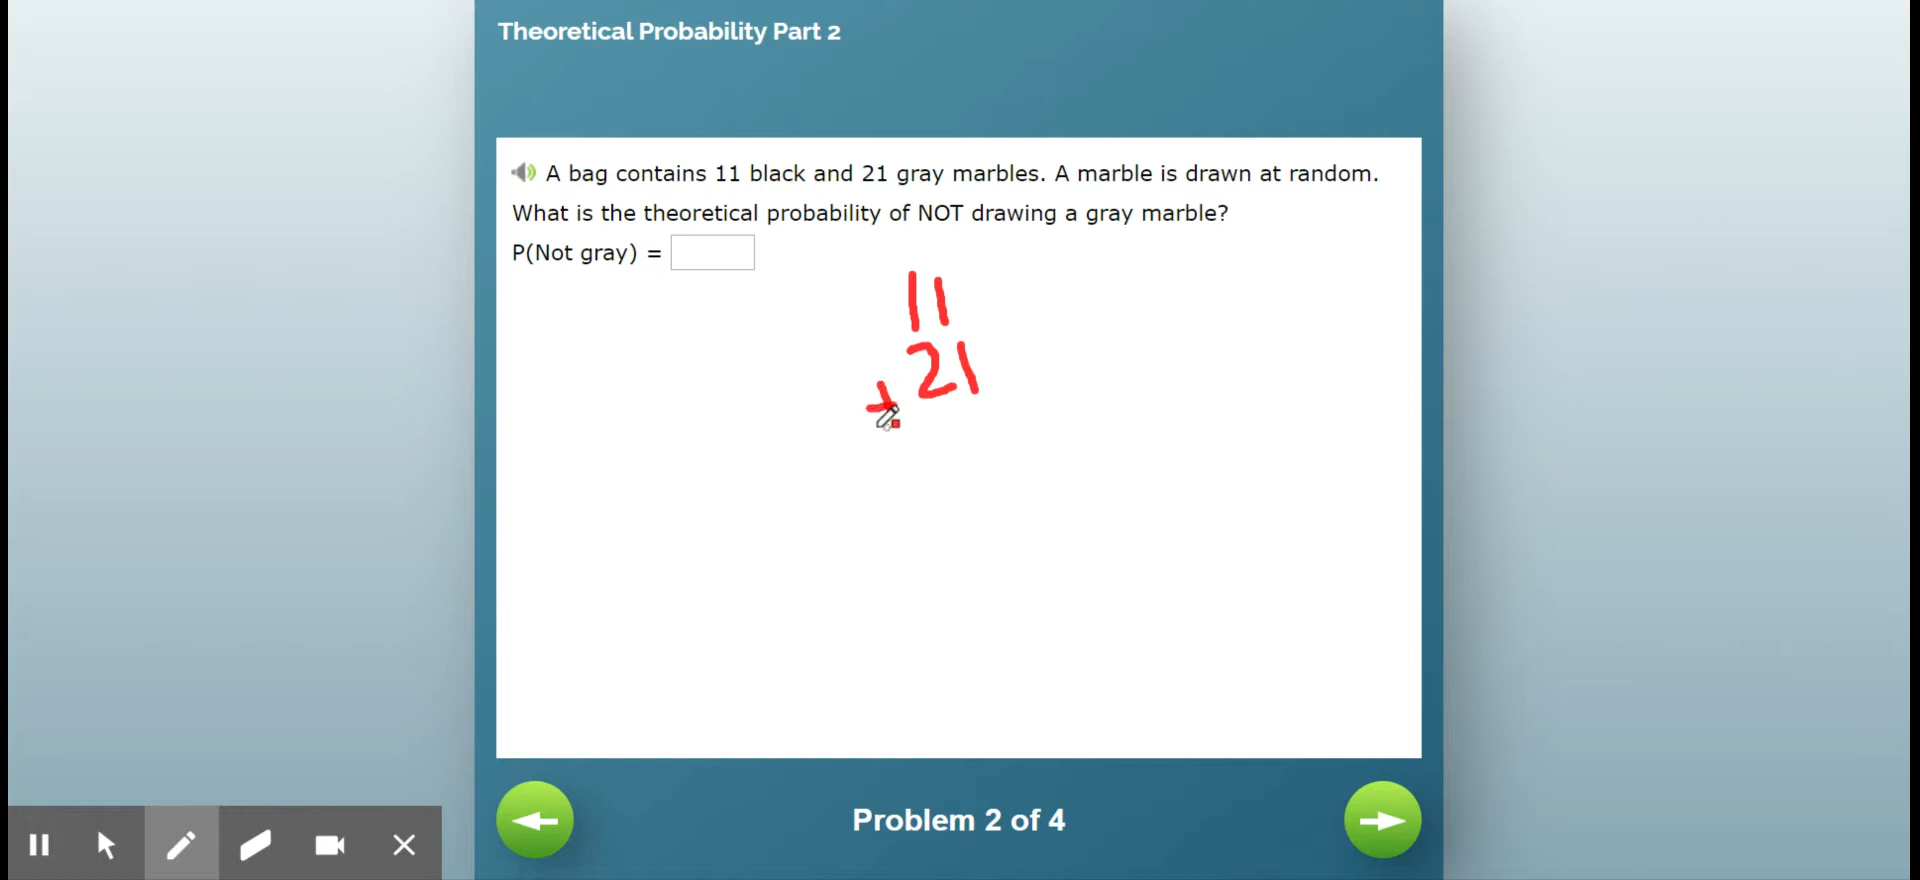 Theoretical Probability Part 2
A bag contains 11 black and 21 gray marbles. A marble is drawn at random.
What is the theoretical probability of NOT drawing a gray marble?
P(Not gray) =
11
21
+
Problem 2 of 4